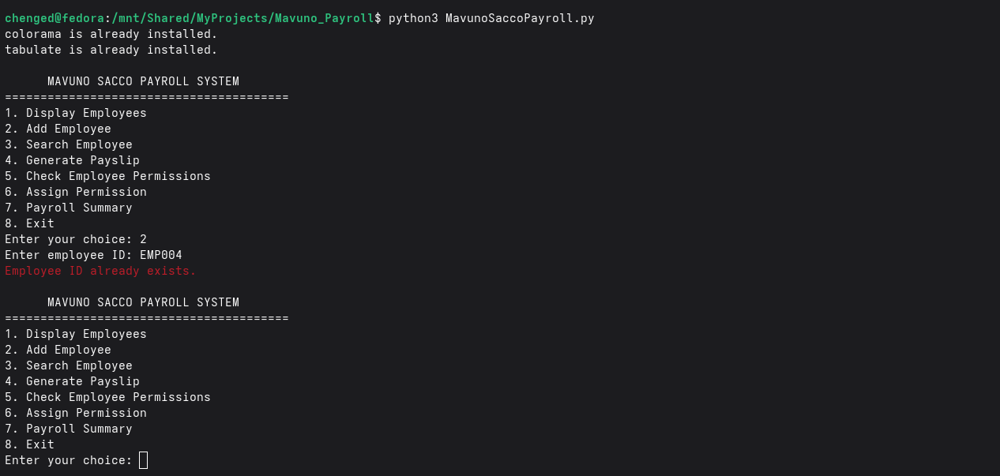 chenged@fedora:/mnt/Shared/MyProjects/Mavuno_Payroll$ python3 MavunoSaccoPayroll.py
colorama is already installed.
tabulate is already installed.
MAVUNO SACCO PAYROLL SYSTEM
========================================
1. Display Employees
2. Add Employee
3. Search Employee
4. Generate Payslip
5. Check Employee Permissions
6. Assign Permission
7. Payroll Summary
8. Exit
Enter your choice: 2
Enter employee ID: EMP004
Employee ID already exists.
MAVUNO SACCO PAYROLL SYSTEM
========================================
1. Display Employees
2. Add Employee
3. Search Employee
4. Generate Payslip
5. Check Employee Permissions
6. Assign Permission
7. Payroll Summary
8. Exit
Enter your choice: